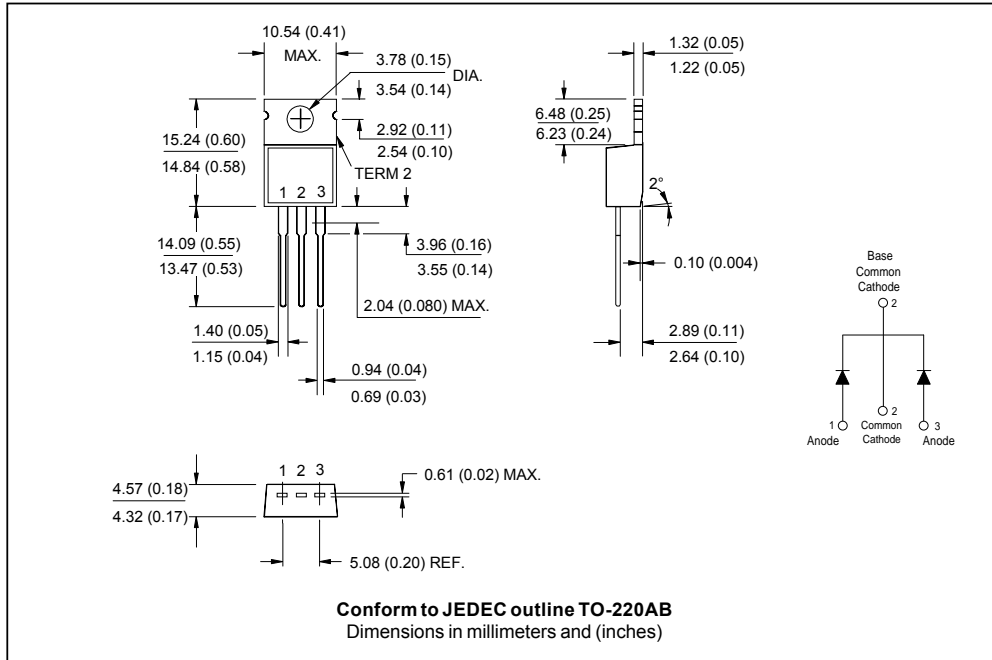 10.54 (0.41)
MAX.
3.78 (0.15)
3.54 (0.14)
DIA.
2.92 (0.11)
2.54 (0.10)
15.24 (0.60)
14.84 (0.58)
TERM 2
1 2 3
14.09 (0.55)
13.47 (0.53)
3.96 (0.16)
3.55 (0.14)
2.04 (0.080) MAX.
1.40 (0.05)
1.15 (0.04)
0.94 (0.04)
0.69 (0.03)
1.32 (0.05)
1.22 (0.05)
6.48 (0.25)
6.23 (0.24)
2°
0.10 (0.004)
2.89 (0.11)
2.64 (0.10)
Base
Common
Cathode
2
1
2
3
Anode
Common
Cathode
Anode
1 2 3
4.57 (0.18)
4.32 (0.17)
0.61 (0.02) MAX.
5.08 (0.20) REF.
Conform to JEDEC outline TO-220AB
Dimensions in millimeters and (inches)